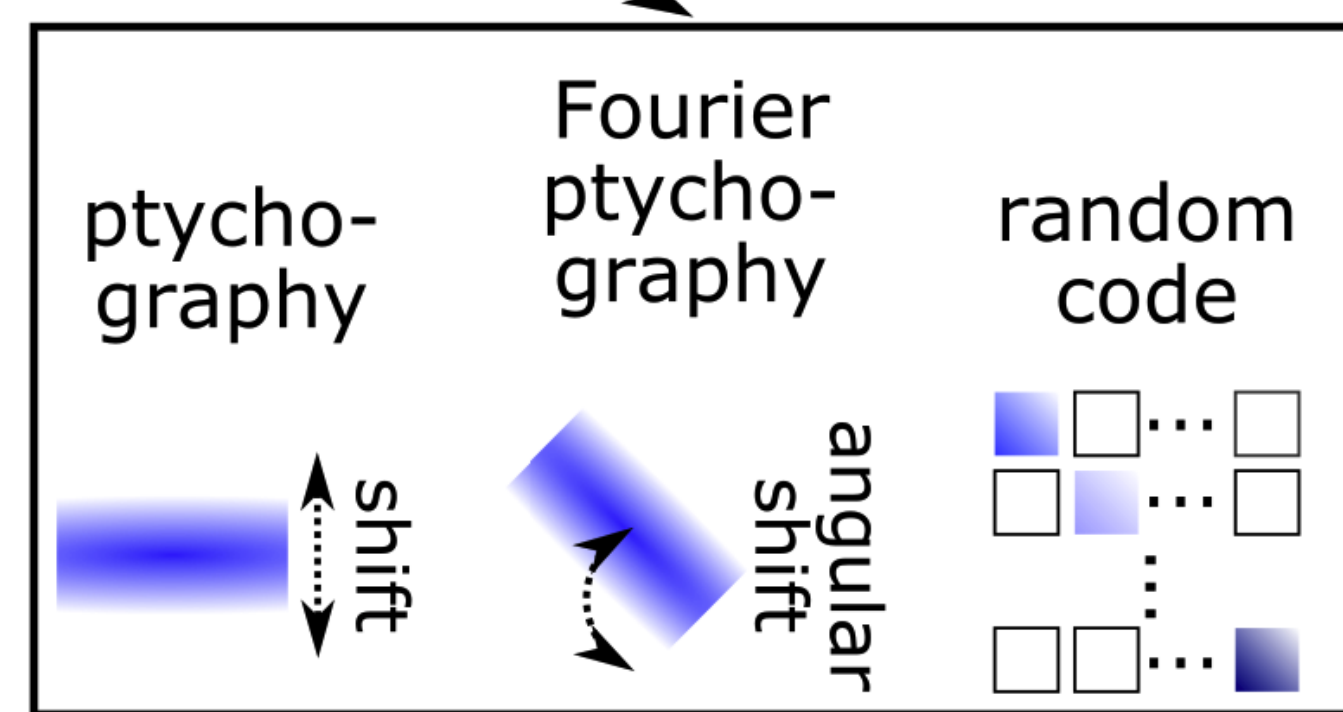 ptycho-
graphy
shift
Fourier
ptycho-
graphy
angular
shift
random
code
...
...
...
...